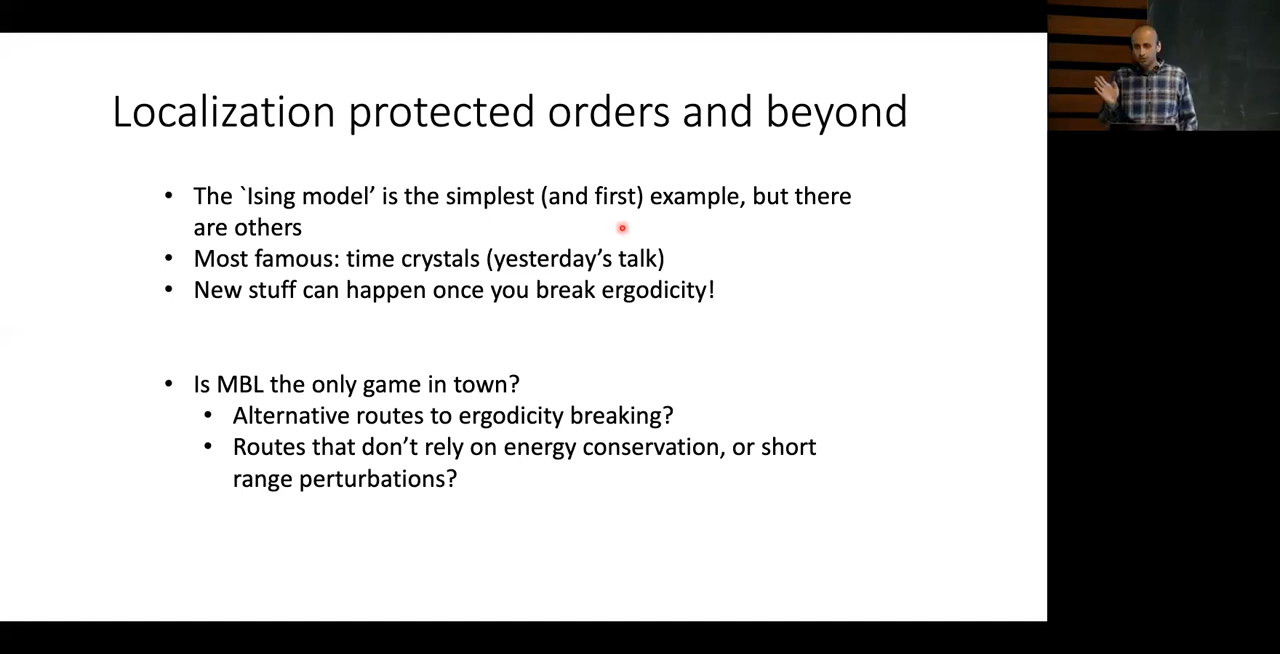 Localization protected orders and beyond
• The `Ising model’ is the simplest (and first) example, but there
are others
• Most famous: time crystals (yesterday’s talk)
• New stuff can happen once you break ergodicity!
• Is MBL the only game in town?
• Alternative routes to ergodicity breaking?
• Routes that don’t rely on energy conservation, or short
range perturbations?